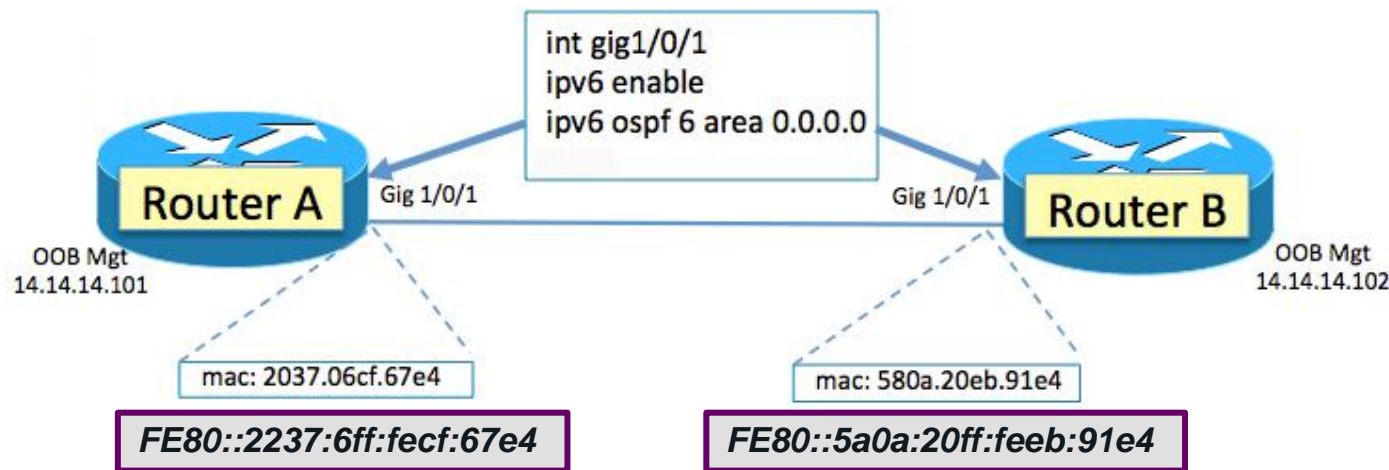 int gig1/0/1
ipv6 enable
ipv6 ospf 6 area 0.0.0.0
Router A
Gig 1/0/1
Gig 1/0/1
Router B
OOB Mgt
14.14.14.101
OOB Mgt
14.14.14.102
mac: 2037.06cf.67e4
mac: 580a.20eb.91e4
FE80::2237:6ff:fecf:67e4
FE80::5a0a:20ff:feeb:91e4